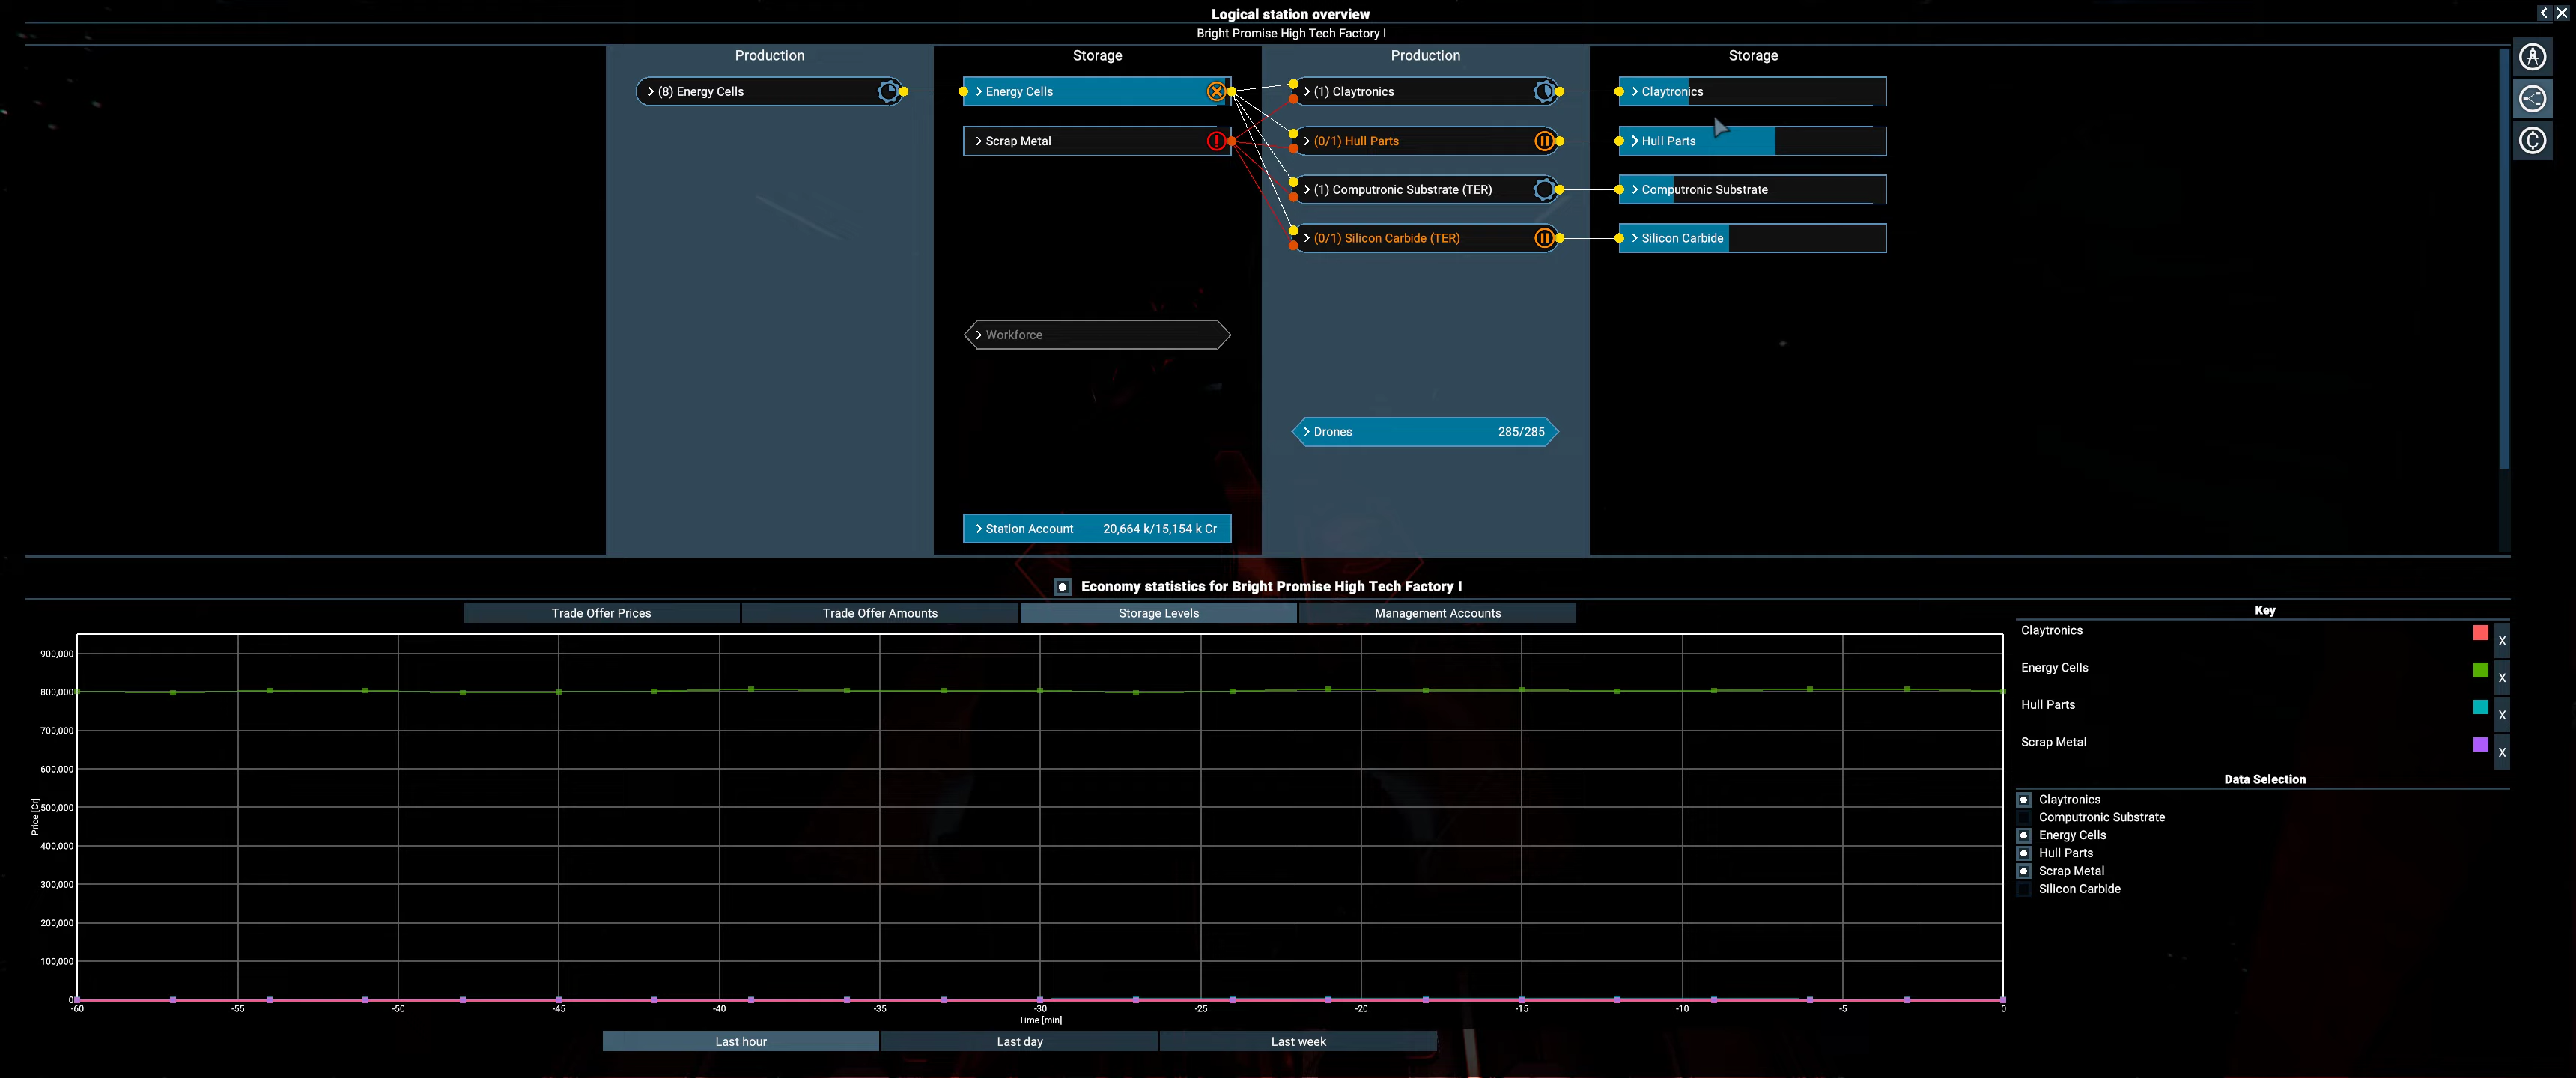 Logical station overview
Bright Promise High Tech Factory I
Production Storage Production Storage
(8) Energy Cells Energy Cells (1) Claytronics Claytronics
Scrap Metal (0/1) Hull Parts Hull Parts
(1) Computronic Substrate (TER) Computronic Substrate
(0/1) Silicon Carbide (TER) Silicon Carbide
Workforce
Drones 285/285
Station Account 20,664 k/15,154 k Cr
Economy statistics for Bright Promise High Tech Factory I
Trade Offer Prices Trade Offer Amounts Storage Levels Management Accounts
900,000
800,000
700,000
600,000
500,000
400,000
300,000
200,000
100,000
0
Price [Cr]
-60 -55 -50 -45 -40 -35 -30 -25 -20 -15 -10 -5 0
Time [min]
Last hour Last day Last week
Key
Claytronics X
Energy Cells X
Hull Parts X
Scrap Metal X
Data Selection
Claytronics
Computronic Substrate
Energy Cells
Hull Parts
Scrap Metal
Silicon Carbide